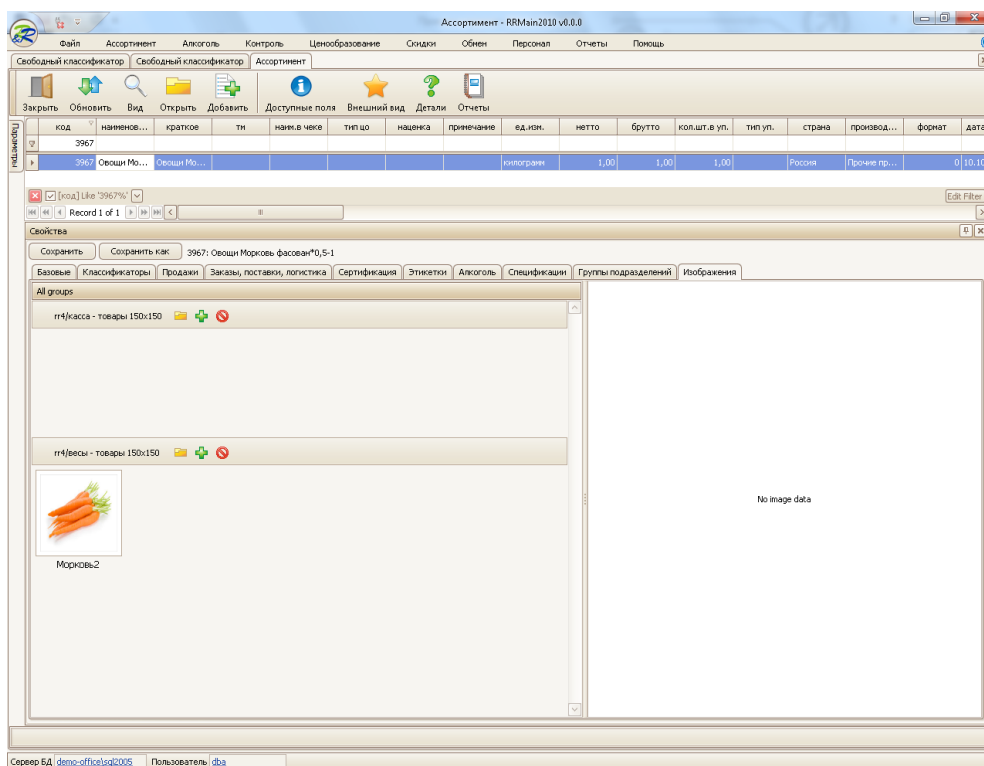 Ассортимент - RRMain2010 v0.0.0
Файл Ассортимент Алкоголь Контроль Ценообразование Скидки Обмен Персонал Отчеты Помощь
Свободный классификатор Свободный классификатор Ассортимент
Закрыть Обновить Вид Открыть Добавить Доступные поля Внешний вид Детали Отчеты
Параметры
код наименов... краткое тм наим.в чеке тип цо наценка примечание ед.изм. нетто брутто кол.шт.в уп. тип уп. страна производ... формат дата
3967
3967 Овощи Мо... Овощи Мо... килограмм 1,00 1,00 1,00 Россия Прочие пр... 0 10.10
[код] Like '3967%' Edit Filter
Record 1 of 1
Свойства
Сохранить Сохранить как 3967: Овощи Морковь фасован*0,5-1
Базовые Классификаторы Продажи Заказы, поставки, логистика Сертификация Этикетки Алкоголь Спецификации Группы подразделений Изображения
All groups
rr4/касса - товары 150x150
rr4/весы - товары 150x150
No image data
Морковь2
Сервер БД demo-office\sql2005 Пользователь dba